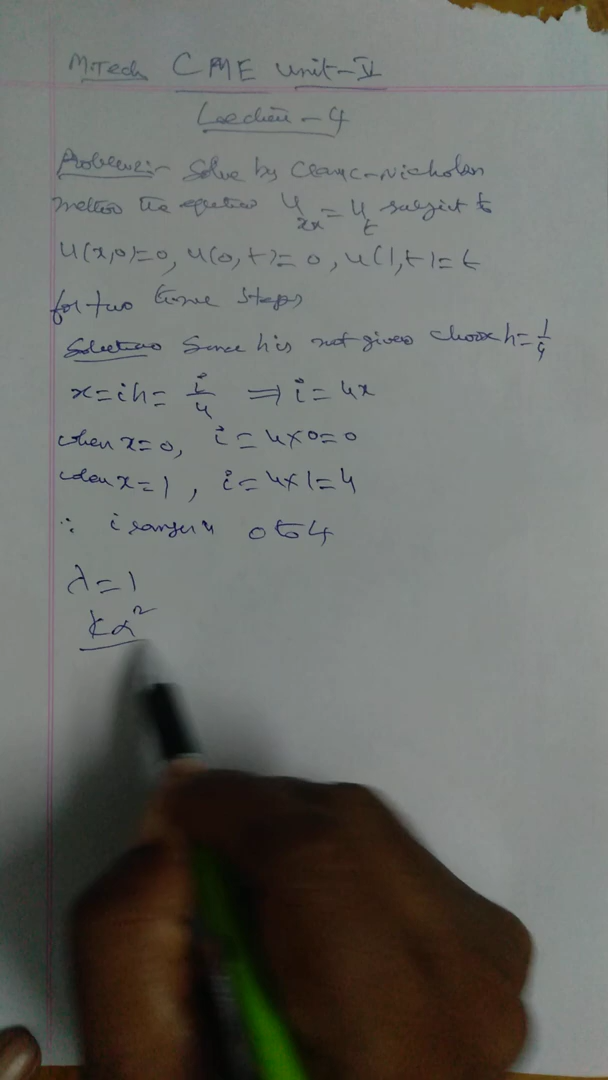 M.Tech CME Unit-V
Lecture-4
Problem:- Solve by Cranc-Nicholson
method the equation u_xx = u_t subject to
u(x,0)=0, u(0,t)=0, u(1,t)=t
for two time steps
Solution Since h is not given choose h=1/4
x=ih= i/4 ⟹ i=4x
when x=0, i=4×0=0
when x=1, i=4×1=4
∴ i ranges 0 to 4
λ=1
kα²